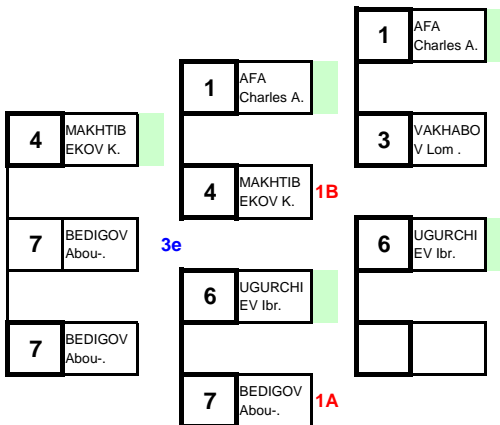 4 MAKHTIB
EKOV K.
7 BEDIGOV
Abou-.
7 BEDIGOV
Abou-.
3e
1 AFA
Charles A.
4 MAKHTIB
EKOV K.
1B
6 UGURCHI
EV Ibr.
7 BEDIGOV
Abou-.
1A
1 AFA
Charles A.
3 VAKHABO
V Lom .
6 UGURCHI
EV Ibr.